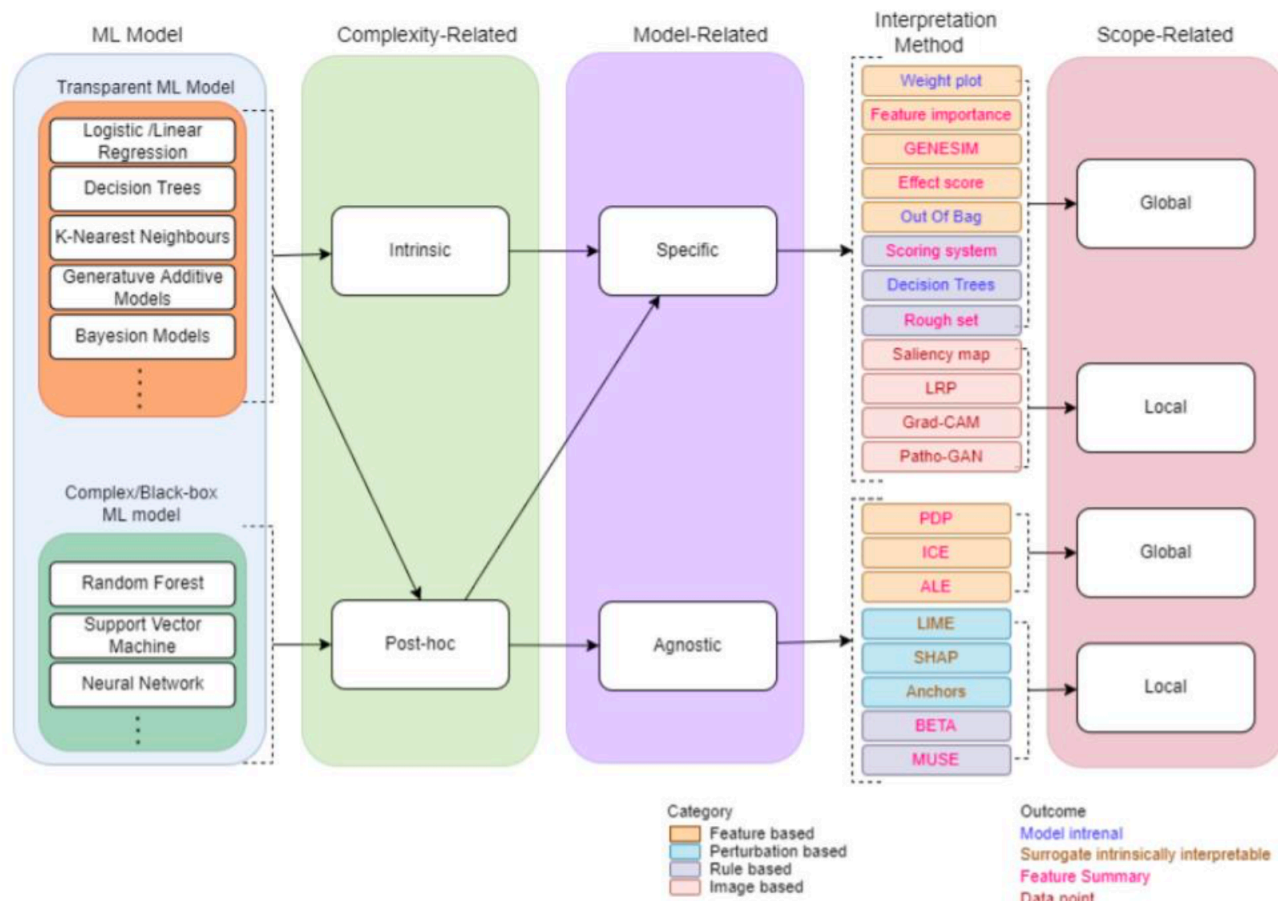 ML Model
Complexity-Related
Model-Related
Interpretation
Method
Scope-Related
Transparent ML Model
Logistic /Linear
Regression
Decision Trees
K-Nearest Neighbours
Generatuve Additive
Models
Bayesion Models
Complex/Black-box
ML model
Random Forest
Support Vector
Machine
Neural Network
Intrinsic
Post-hoc
Specific
Agnostic
Weight plot
Feature importance
GENESIM
Effect score
Out Of Bag
Scoring system
Decision Trees
Rough set
Saliency map
LRP
Grad-CAM
Patho-GAN
PDP
ICE
ALE
LIME
SHAP
Anchors
BETA
MUSE
Global
Local
Global
Local
Category
Feature based
Perturbation based
Rule based
Image based
Outcome
Model intrenal
Surrogate intrinsically interpretable
Feature Summary
Data point